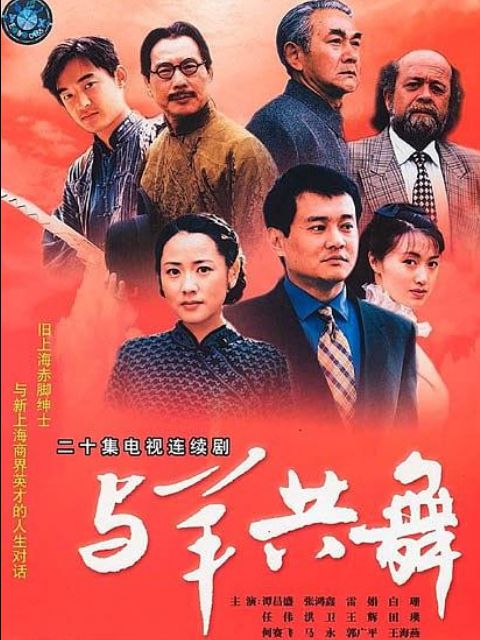 旧上海赤脚绅士
与新上海商界英才的人生对话
二十集电视连续剧
与羊共舞
主演:谭昌盛 张鸿鑫 雷娟 白珊
任伟 洪卫 王辉 田瑛
何赛飞 马永 郭广平 王海燕